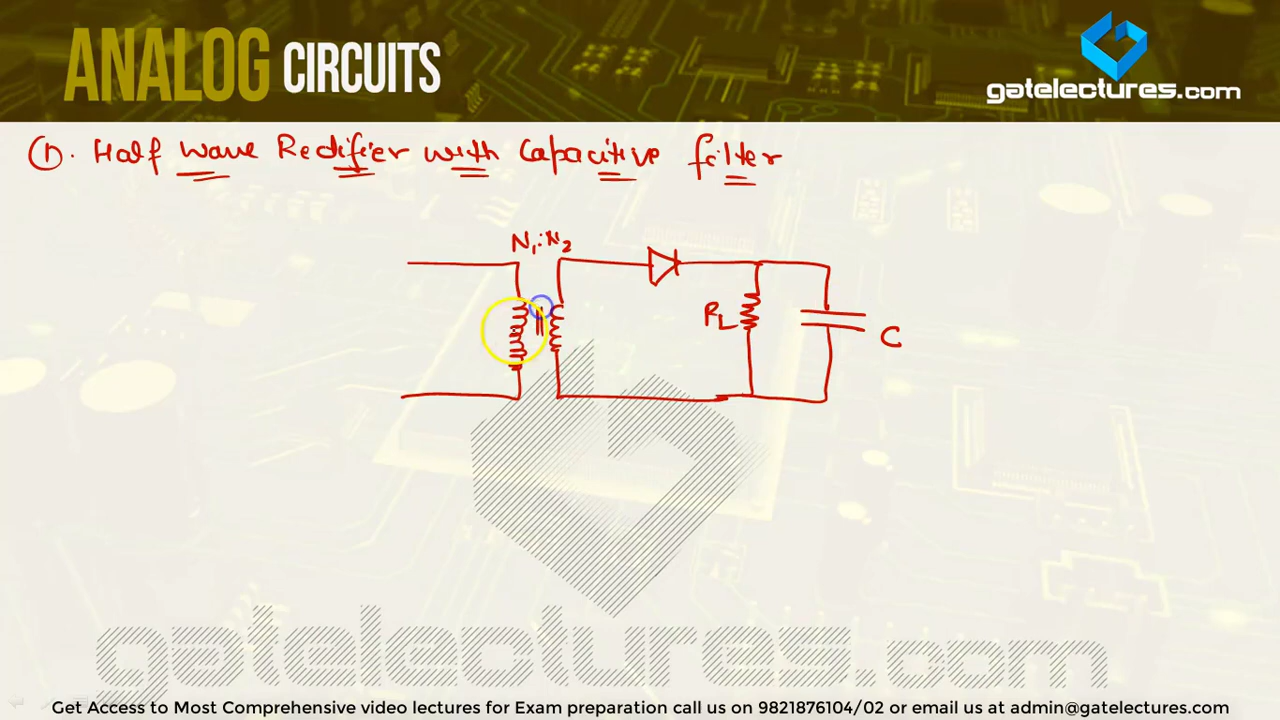 ANALOG CIRCUITS
gatelectures.com
(1). Half wave Rectifier with Capacitive filter
N1:N2
RL
C
gatelectures.com
Get Access to Most Comprehensive video lectures for Exam preparation call us on 9821876104/02 or email us at admin@gatelectures.com